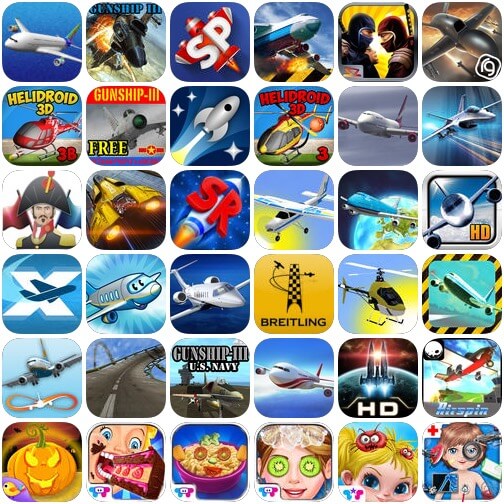 GUNSHIP III
SP
HELIDROID
3D
3B
GUNSHIP-III
FREE
HELIDROID
3D
3
SR
HD
X
BREITLING
GUNSHIP-III
U.S. NAVY
HD
Airspin